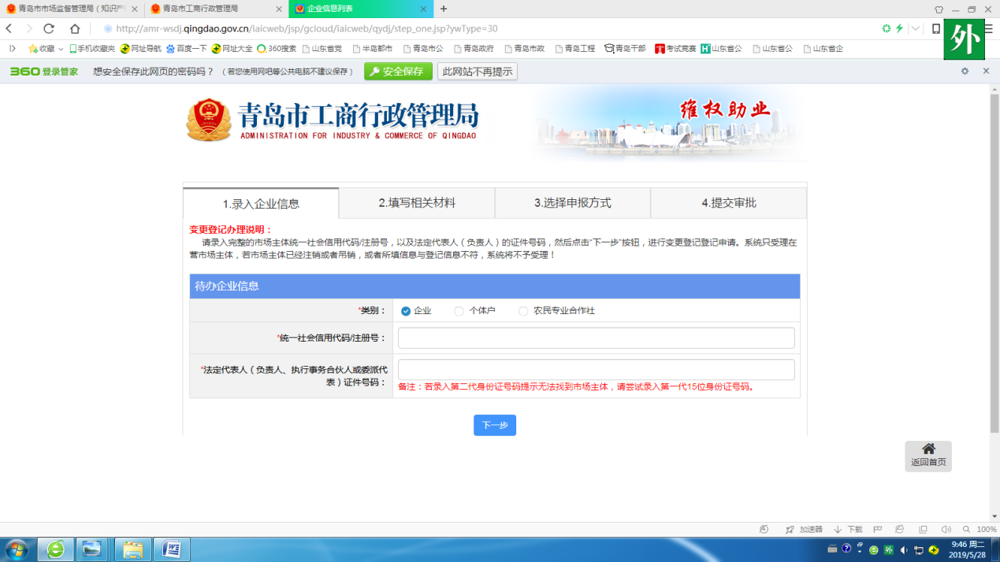 青岛市市场监督管理局（知识产
青岛市工商行政管理局
企业信息列表
http://amr-wsdj.qingdao.gov.cn/iaicweb/jsp/gcloud/iaicweb/qydj/step_one.jsp?ywType=30
外
收藏 手机收藏夹 网址导航 百度一下 网址大全 360搜索 山东省党 半岛都市 青岛市公 青岛政府 青岛市政 青岛工程 青岛干部 考试竞赛 山东省公 山东省公 山东省企
360登录管家 想安全保存此网页的密码吗？（若您使用网吧等公共电脑不建议保存） 安全保存 此网站不再提示
青岛市工商行政管理局
ADMINISTRATION FOR INDUSTRY & COMMERCE OF QINGDAO
维权助业
1.录入企业信息 2.填写相关材料 3.选择申报方式 4.提交审批
变更登记办理说明：
请录入完整的市场主体统一社会信用代码/注册号，以及法定代表人（负责人）的证件号码，然后点击“下一步”按钮，进行变更登记登记申请。系统只受理在
营市场主体，若市场主体已经注销或者吊销，或者所填信息与登记信息不符，系统将不予受理！
待办企业信息
*类别： 企业 个体户 农民专业合作社
*统一社会信用代码/注册号：
*法定代表人（负责人、执行事务合伙人或委派代
表）证件号码：
备注：若录入第二代身份证号码提示无法找到市场主体，请尝试录入第一代15位身份证号码。
下一步
返回首页
加速器 下载 100%
9:46 周二
2019/5/28